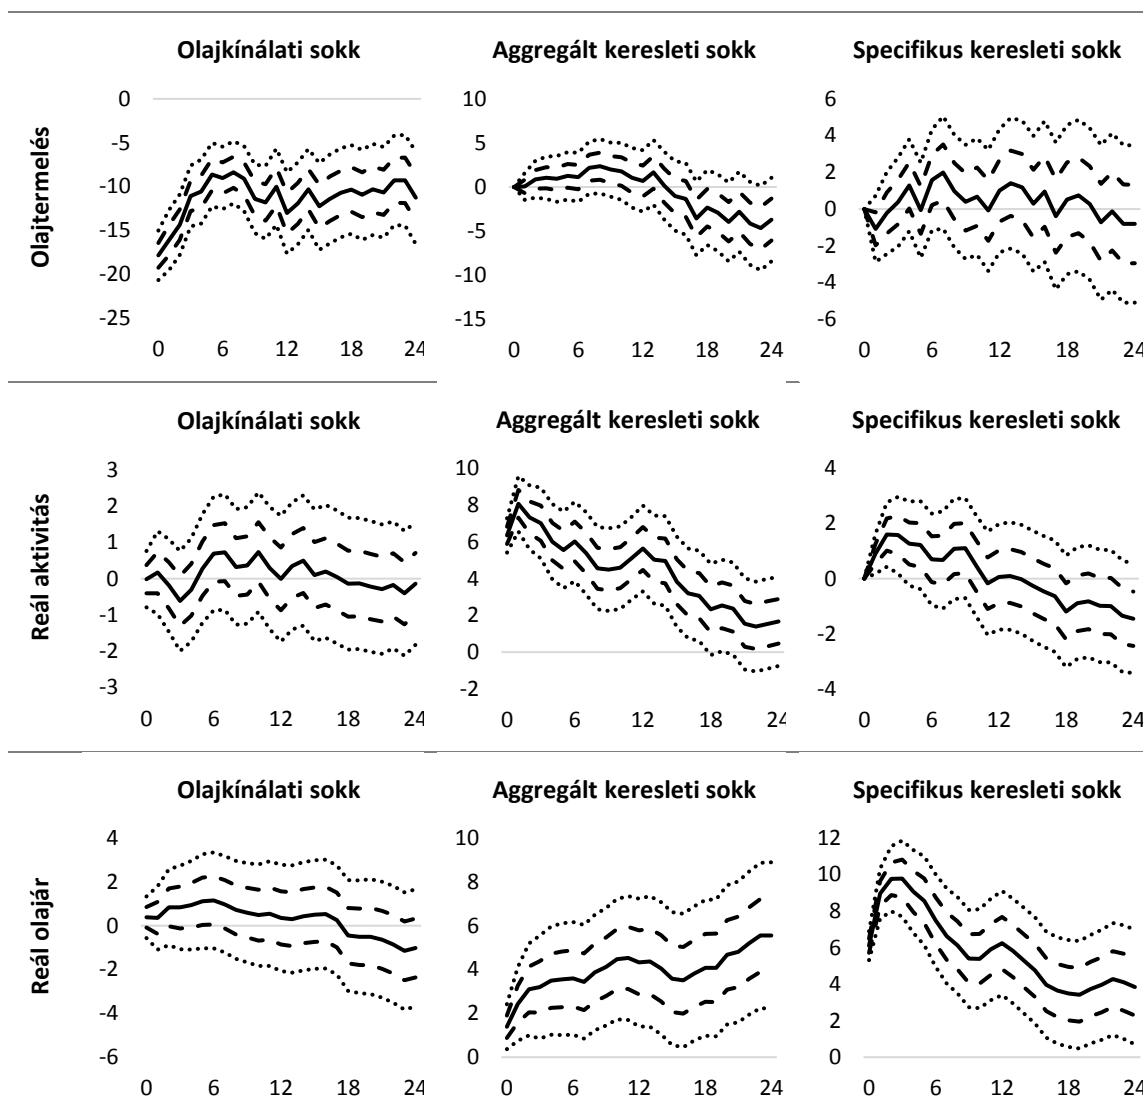 Olajkínálati sokk
Aggregált keresleti sokk
Specifikus keresleti sokk
Olajtermelés
0
-5
-10
-15
-20
-25
0 6 12 18 24
10
5
0
-5
-10
-15
0 6 12 18 24
6
4
2
0
-2
-4
-6
0 6 12 18 24
Olajkínálati sokk
Aggregált keresleti sokk
Specifikus keresleti sokk
Reál aktivitás
3
2
1
0
-1
-2
-3
0 6 12 18 24
10
8
6
4
2
0
-2
0 6 12 18 24
4
2
0
-2
-4
0 6 12 18 24
Olajkínálati sokk
Aggregált keresleti sokk
Specifikus keresleti sokk
Reál olajár
4
2
0
-2
-4
-6
0 6 12 18 24
10
8
6
4
2
0
0 6 12 18 24
12
10
8
6
4
2
0
0 6 12 18 24